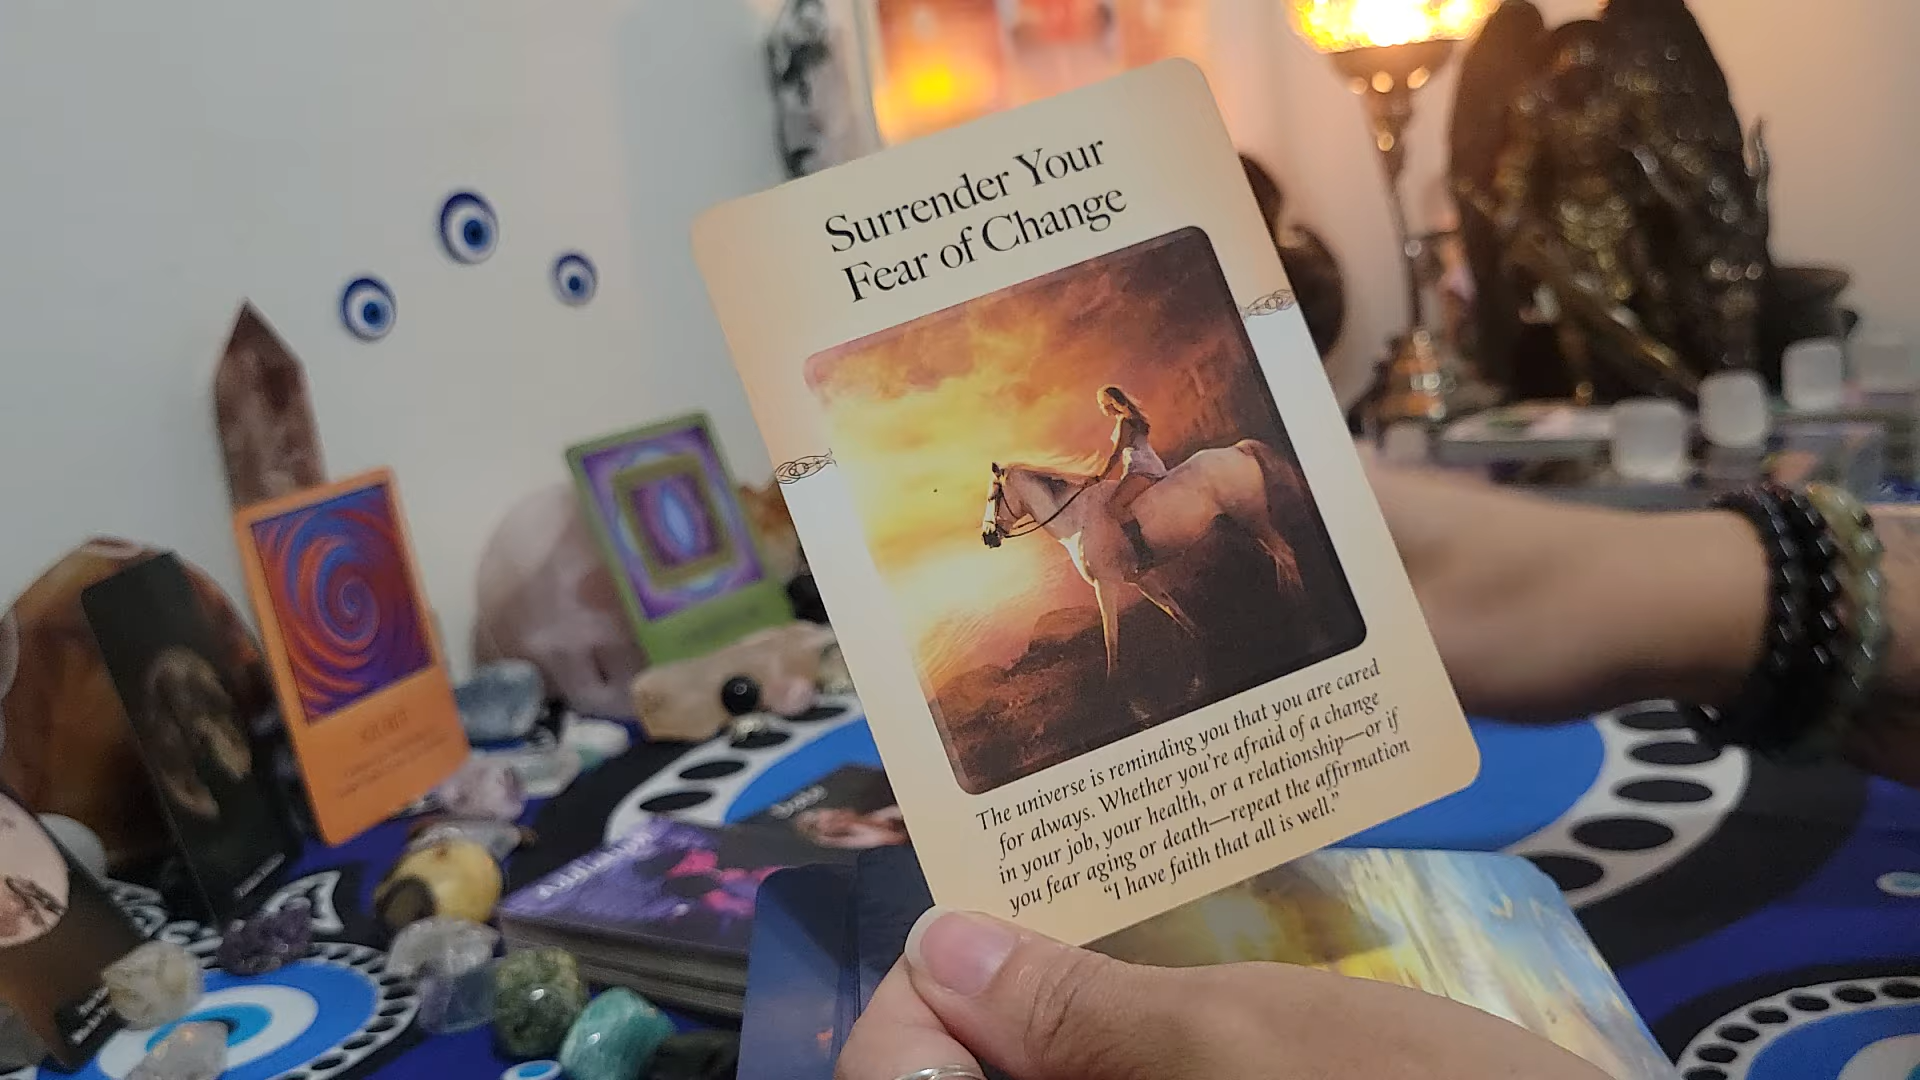 Surrender Your
Fear of Change
The universe is reminding you that you are cared
for always. Whether you're afraid of a change
in your job, your health, or a relationship—or if
you fear aging or death—repeat the affirmation
“I have faith that all is well.”